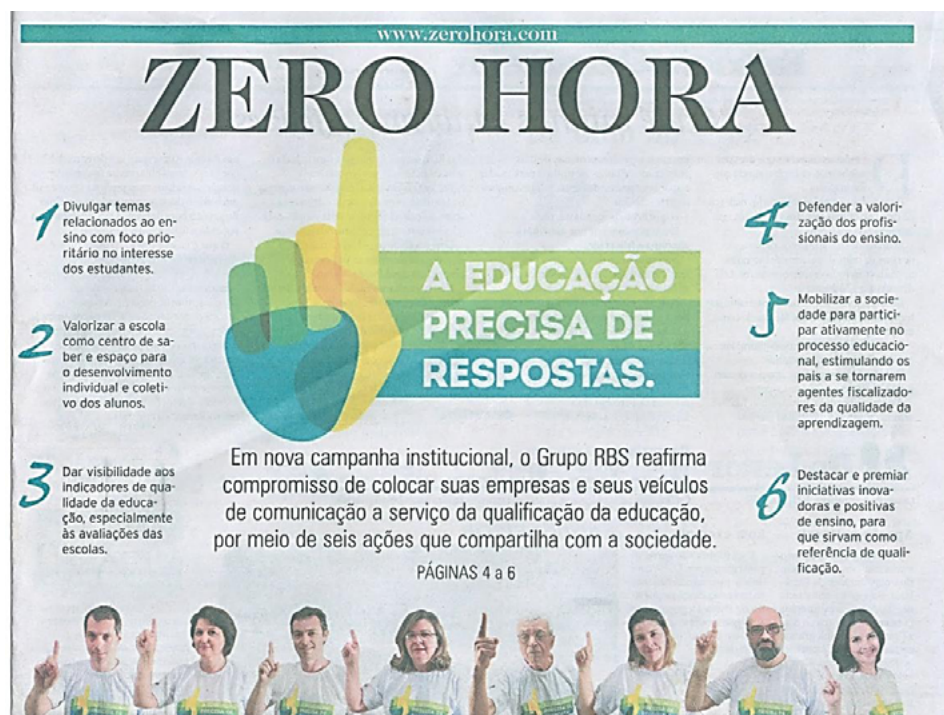 www.zerohora.com
ZERO HORA
1
Divulgar temas
relacionados ao en-
sino com foco prio-
ritário no interesse
dos estudantes.
2
Valorizar a escola
como centro de sa-
ber e espaço para
o desenvolvimento
individual e coleti-
vo dos alunos.
3
Dar visibilidade aos
indicadores de qua-
lidade da educa-
ção, especialmente
às avaliações das
escolas.
A EDUCAÇÃO
PRECISA DE
RESPOSTAS.
Em nova campanha institucional, o Grupo RBS reafirma
compromisso de colocar suas empresas e seus veículos
de comunicação a serviço da qualificação da educação,
por meio de seis ações que compartilha com a sociedade.
PÁGINAS 4 a 6
4
Defender a valori-
zação dos profis-
sionais do ensino.
5
Mobilizar a socie-
dade para partici-
par ativamente no
processo educacio-
nal, estimulando os
pais a se tornarem
agentes fiscalizado-
res da qualidade da
aprendizagem.
6
Destacar e premiar
iniciativas inova-
doras e positivas
de ensino, para
que sirvam como
referência de quali-
ficação.